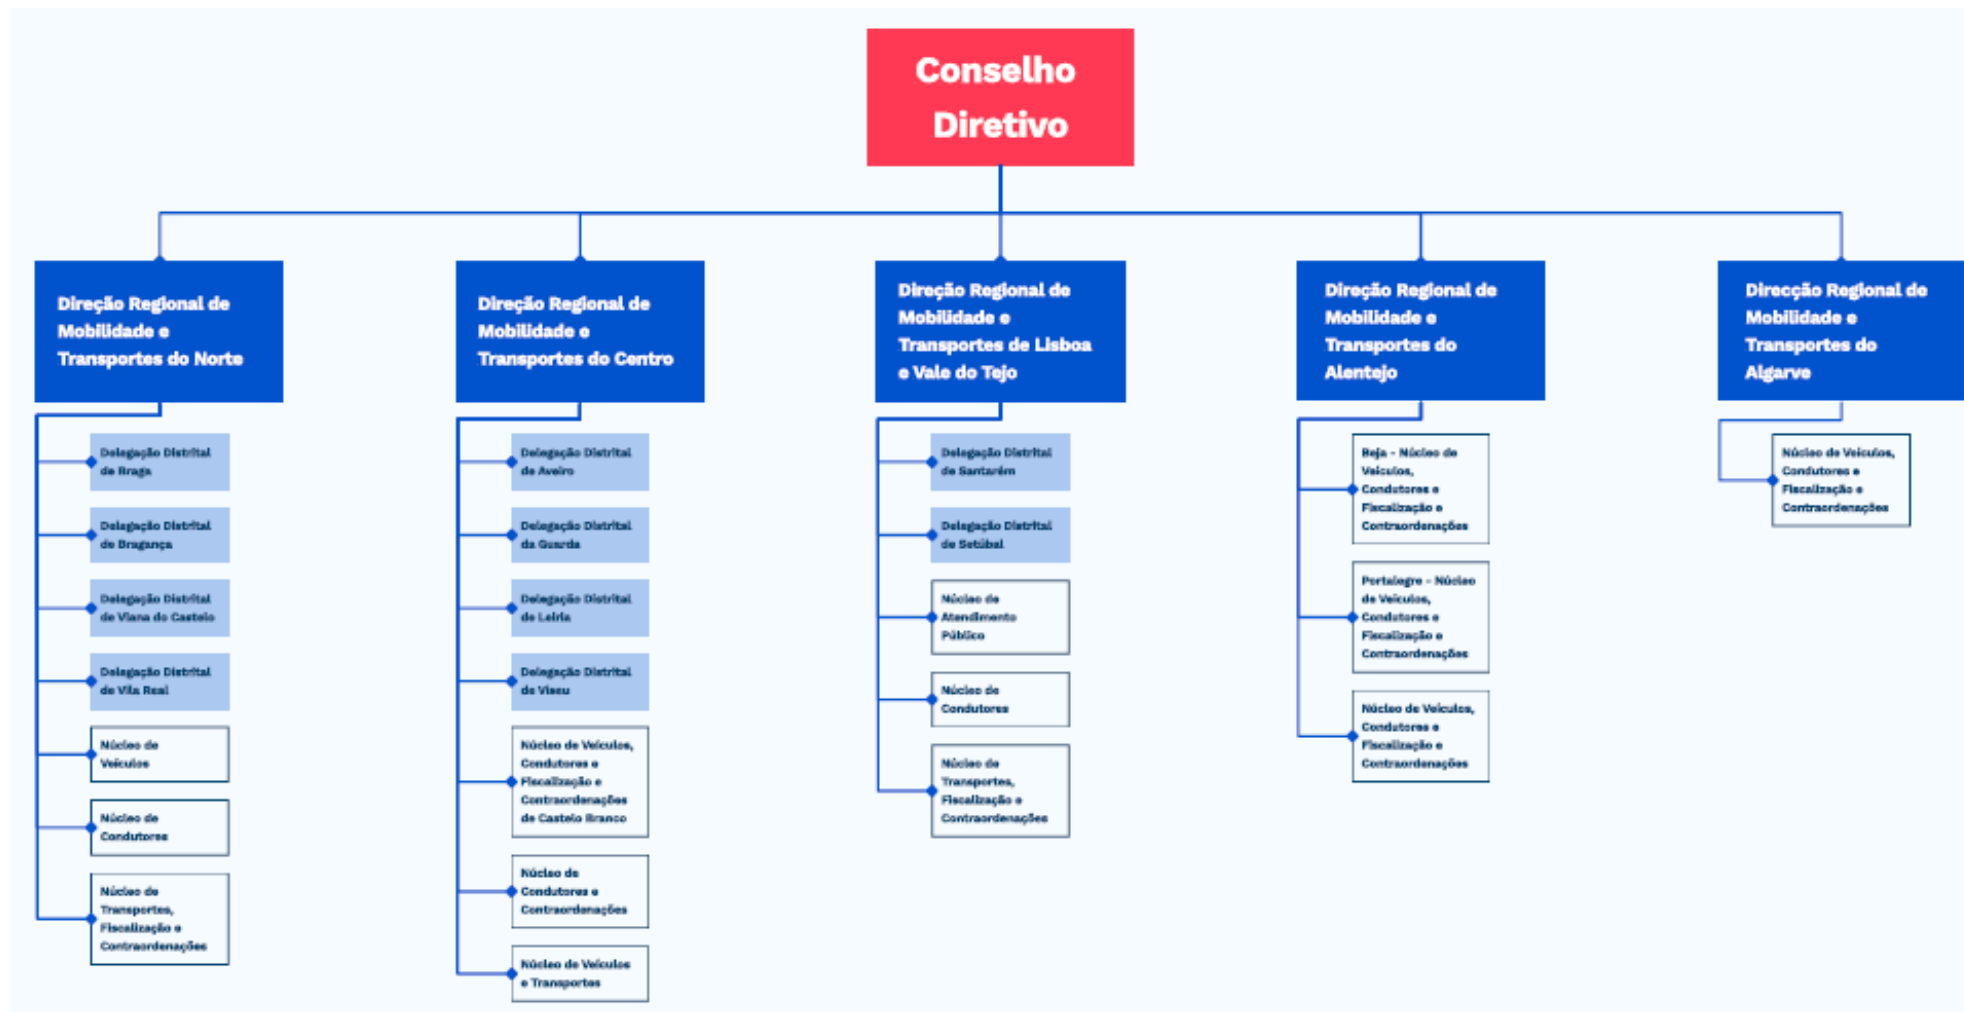 Conselho
Diretivo
Direção Regional de
Mobilidade e
Transportes do Norte
Delegação Distrital
de Braga
Delegação Distrital
de Bragança
Delegação Distrital
de Viana do Castelo
Delegação Distrital
de Vila Real
Núcleo de
Veículos
Núcleo de
Condutores
Núcleo de
Transportes,
Fiscalização e
Contraordenações
Direção Regional de
Mobilidade e
Transportes do Centro
Delegação Distrital
de Aveiro
Delegação Distrital
da Guarda
Delegação Distrital
de Leiria
Delegação Distrital
de Viseu
Núcleo de Veículos,
Condutores e
Fiscalização e
Contraordenações
de Castelo Branco
Núcleo de
Condutores e
Contraordenações
Núcleo de Veículos
e Transportes
Direção Regional de
Mobilidade e
Transportes de Lisboa
e Vale do Tejo
Delegação Distrital
de Santarém
Delegação Distrital
de Setúbal
Núcleo de
Atendimento
Público
Núcleo de
Condutores
Núcleo de
Transportes,
Fiscalização e
Contraordenações
Direção Regional de
Mobilidade e
Transportes do
Alentejo
Beja - Núcleo de
Veículos,
Condutores e
Fiscalização e
Contraordenações
Portalegre - Núcleo
de Veículos,
Condutores e
Fiscalização e
Contraordenações
Núcleo de Veículos,
Condutores e
Fiscalização e
Contraordenações
Direcção Regional de
Mobilidade e
Transportes do
Algarve
Núcleo de Veículos,
Condutores e
Fiscalização e
Contraordenações